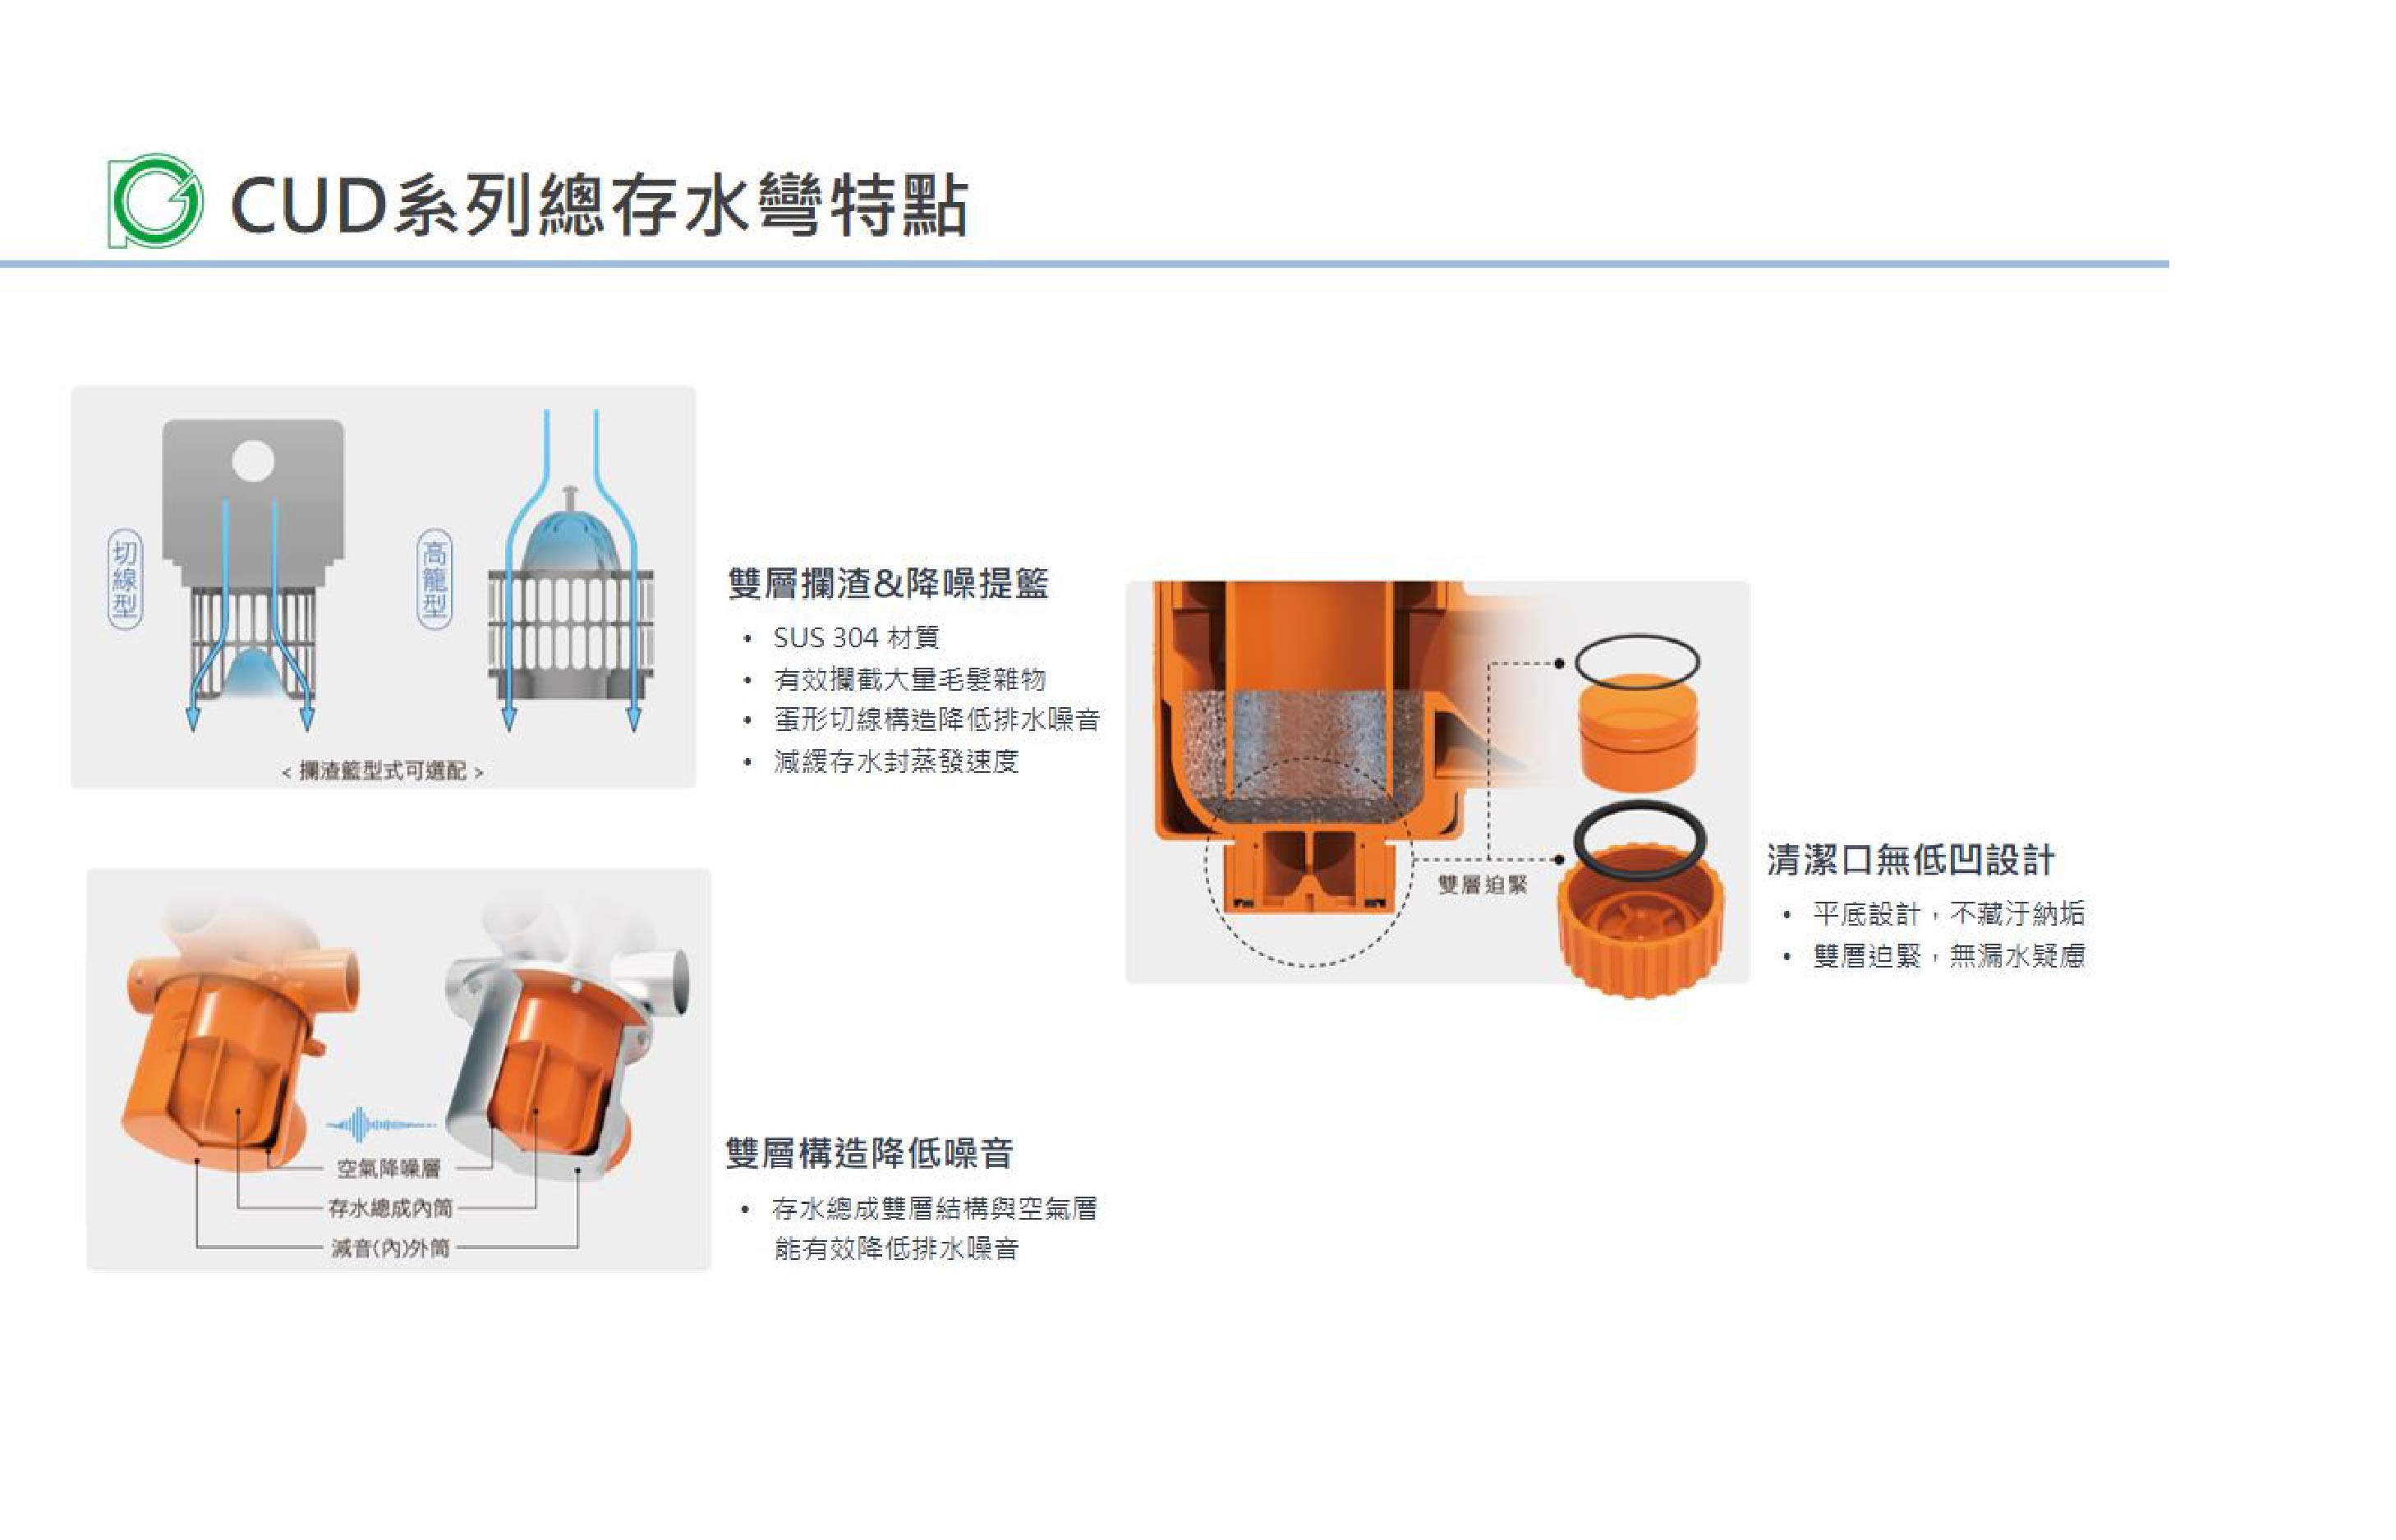 CUD系列總存水彎特點
切線型
高籠型
< 攔渣籃型式可選配 >
雙層攔渣&降噪提籃
• SUS 304 材質
• 有效攔截大量毛髮雜物
• 蛋形切線構造降低排水噪音
• 減緩存水封蒸發速度
雙層迫緊
清潔口無低凹設計
• 平底設計，不藏汙納垢
• 雙層迫緊，無漏水疑慮
空氣降噪層
存水總成內筒
減音(內)外筒
雙層構造降低噪音
• 存水總成雙層結構與空氣層
能有效降低排水噪音